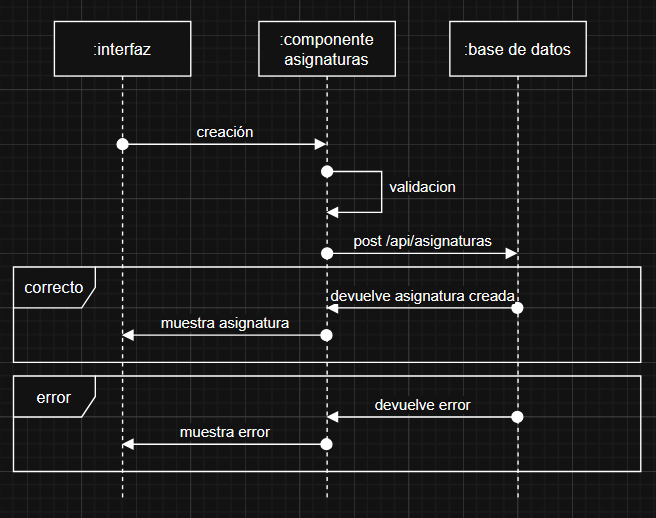 :interfaz
:componente
asignaturas
:base de datos
creación
validacion
post /api/asignaturas
correcto
devuelve asignatura creada
muestra asignatura
error
devuelve error
muestra error